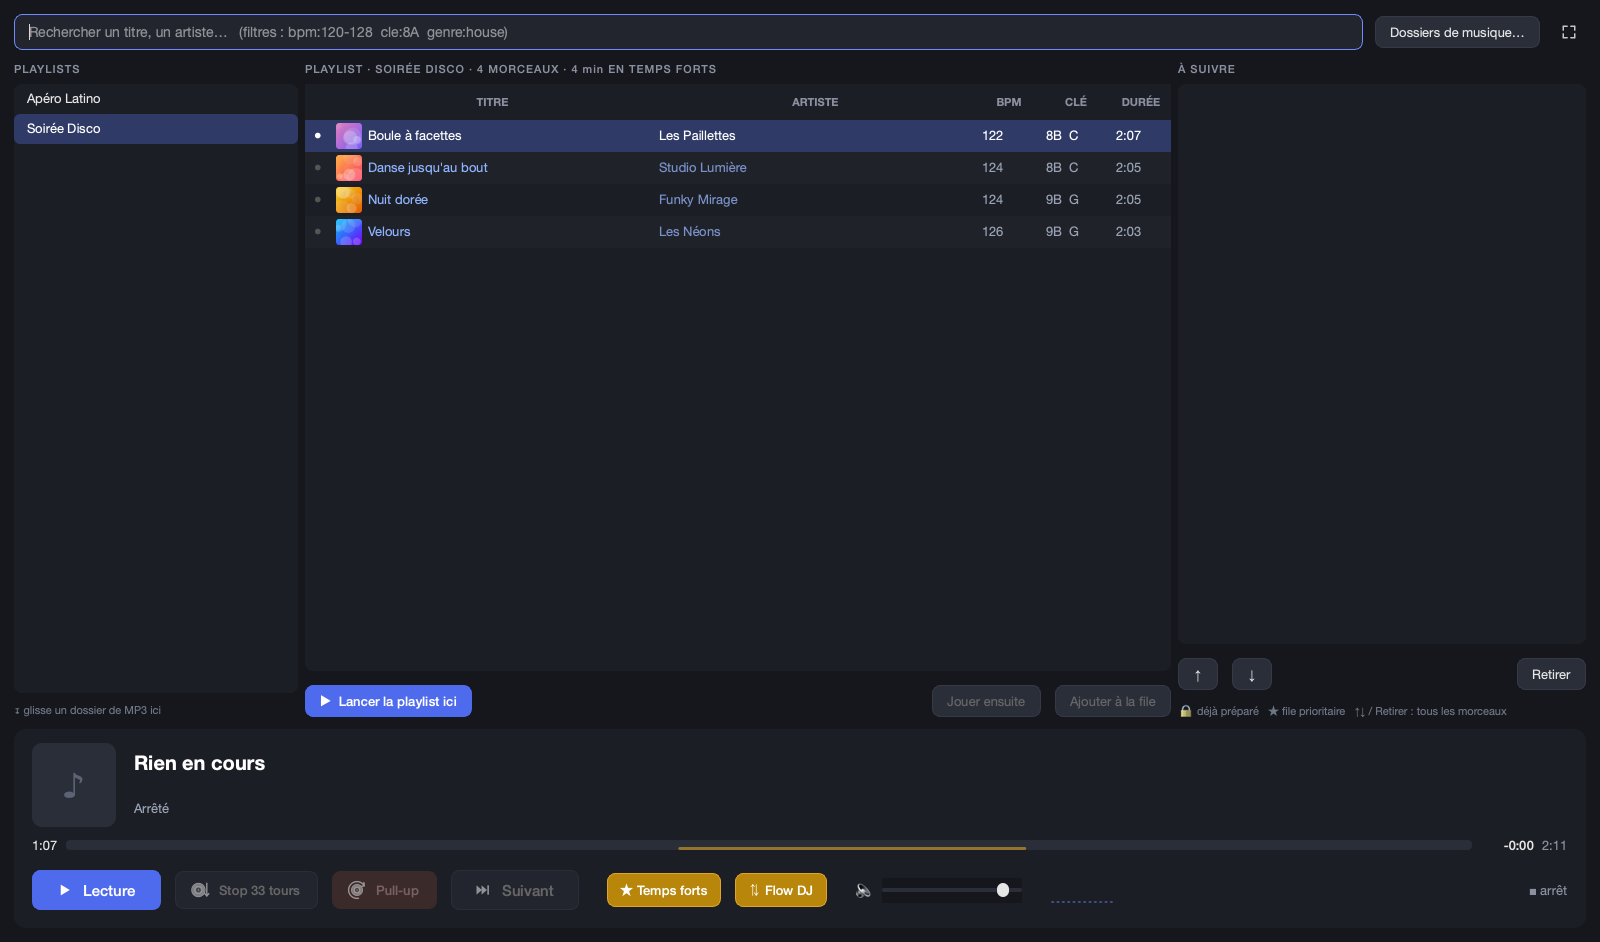 Rechercher un titre, un artiste… (filtres : bpm:120-128 cle:8A genre:house)
Dossiers de musique…
PLAYLISTS
Apéro Latino
Soirée Disco
↕ glisse un dossier de MP3 ici
PLAYLIST · SOIRÉE DISCO · 4 MORCEAUX · 4 min EN TEMPS FORTS
TITRE ARTISTE BPM CLÉ DURÉE
Boule à facettes Les Paillettes 122 8B C 2:07
Danse jusqu'au bout Studio Lumière 124 8B C 2:05
Nuit dorée Funky Mirage 124 9B G 2:05
Velours Les Néons 126 9B G 2:03
▶ Lancer la playlist ici
Jouer ensuite
Ajouter à la file
À SUIVRE
↑ ↓ Retirer
🔒 déjà préparé ★ file prioritaire ↑↓ / Retirer : tous les morceaux
Rien en cours
Arrêté
1:07 -0:00 2:11
▶ Lecture
Stop 33 tours
Pull-up
⏭ Suivant
★ Temps forts
⇅ Flow DJ
■ arrêt